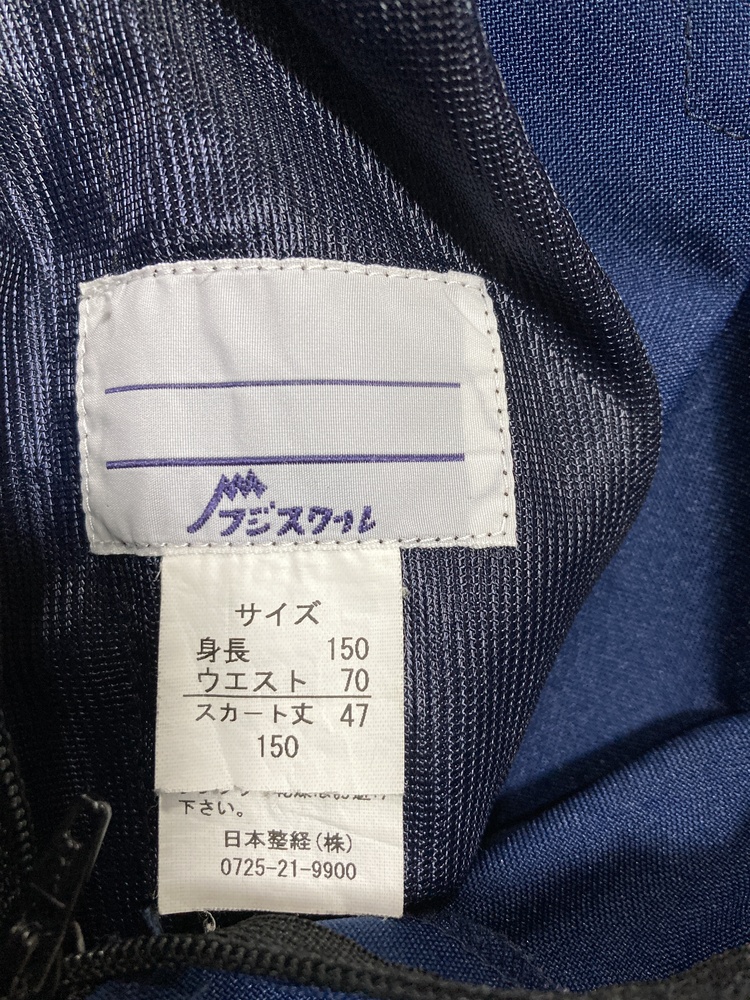 フジスクール
サイズ
身長 150
ウエスト 70
スカート丈 47
150
下さい。
日本整経(株)
0725-21-9900